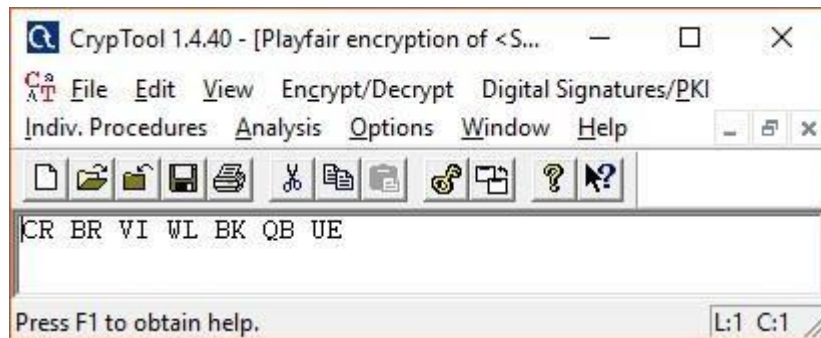 CrypTool 1.4.40 - [Playfair encryption of <S...
File Edit View Encrypt/Decrypt Digital Signatures/PKI
Indiv. Procedures Analysis Options Window Help
CR BR VI WL BK QB UE
Press F1 to obtain help. L:1 C:1